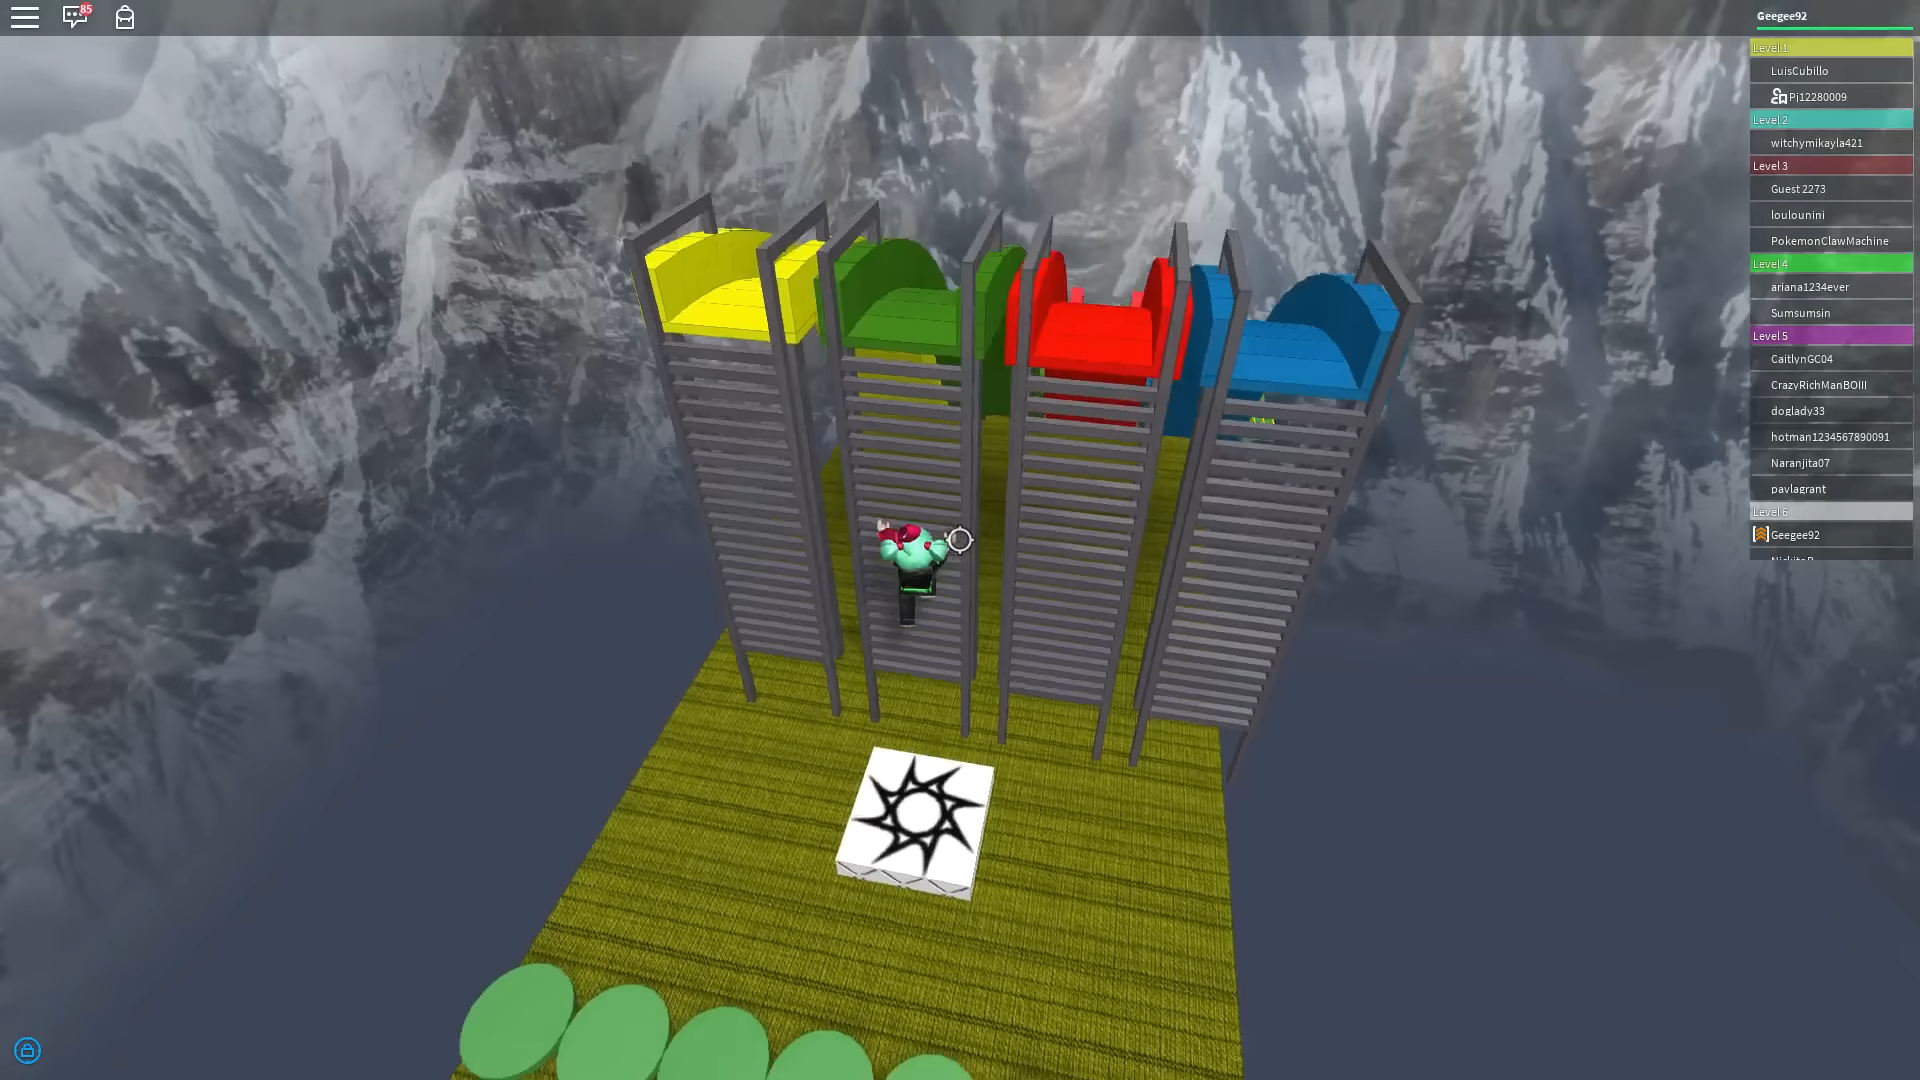 85
Geegee92
Level 1
LuisCubillo
Pj12280009
Level 2
witchymikayla421
Level 3
Guest 2273
loulounini
PokemonClawMachine
Level 4
ariana1234ever
Sumsumsin
Level 5
CaitlynGC04
CrazyRichManBOIII
doglady33
hotman1234567890091
Naranjita07
pavlagrant
Level 6
Geegee92